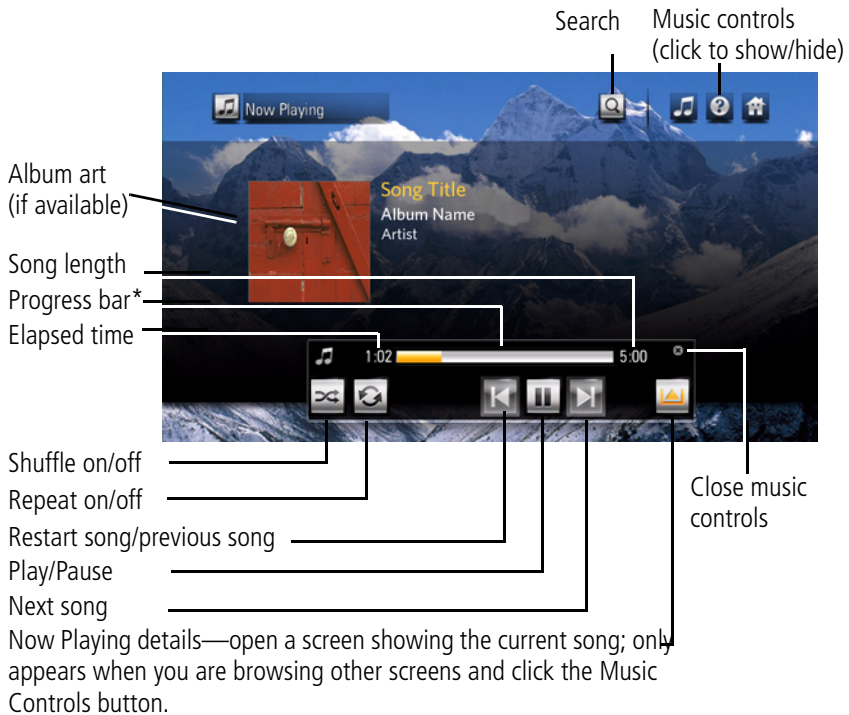 Search
Music controls
(click to show/hide)
Now Playing
Album art
(if available)
Song Title
Album Name
Artist
Song length
Progress bar*
Elapsed time
1:02
5:00
Shuffle on/off
Repeat on/off
Close music
controls
Restart song/previous song
Play/Pause
Next song
Now Playing details—open a screen showing the current song; only
appears when you are browsing other screens and click the Music
Controls button.